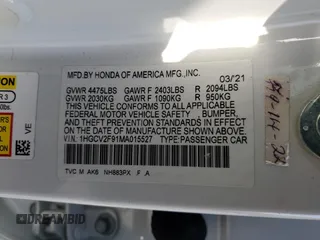 MFD.BY HONDA OF AMERICA MFG.,INC. 03/21
GVWR 4475LBS GAWR F 2403LBS R 2094LBS
GVWR 2030KG GAWR F 1090KG R 950KG
THIS VEHICLE CONFORMS TO ALL APPLICABLE
FEDERAL MOTOR VEHICLE SAFETY, BUMPER,
AND THEFT PREVENTION STANDARDS IN EFFECT
ON THE DATE OF MANUFACTURE SHOWN ABOVE.
V.I.N.: 1HGCV2F91MA015527 TYPE:PASSENGER CAR
TVC M AK6 NH883PX F A
R 3
AUTOBIDMASTER